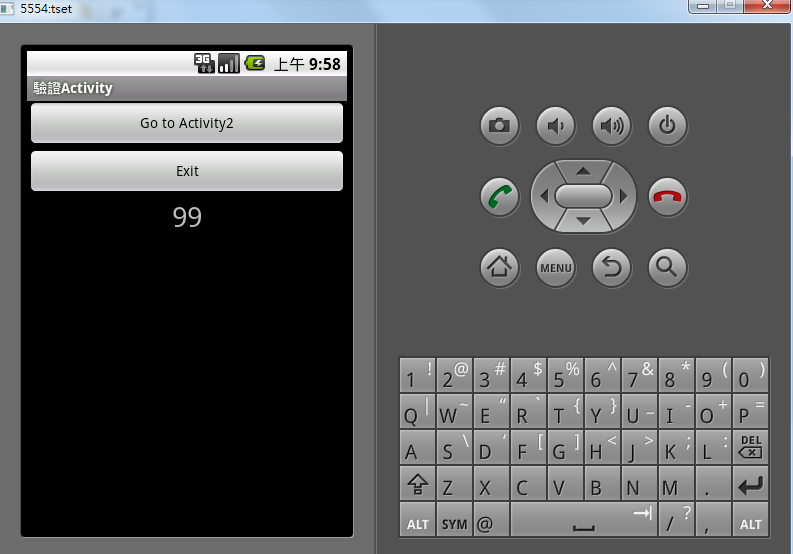 5554:tset
3G 上午 9:58
驗證Activity
Go to Activity2
Exit
99
MENU
1 ! 2 @ 3 # 4 $ 5 % 6 ^ 7 & 8 * 9 ( 0 )
Q | W ~ E “ R ` T { Y } U _ I - O + P =
A S \ D ‘ F [ G ] H < J > K ; L : DEL
Z X C V B N M .
ALT SYM @ / ? , ALT